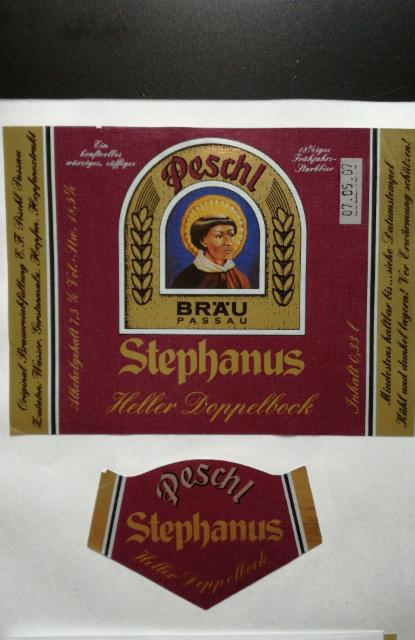 Original Brauereiabfüllung E. F. Peschl Passau
Zutaten: Wasser, Gerstenmalz, Hopfen, Hopfenextrakt
Alkoholgehalt 7,5 % Vol. - Stw. 18,5%
Ein
kraftvolles
würziges, süffiges
18%iges
Frühjahrs-
Starkbier
Peschl
BRÄU
PASSAU
Stephanus
Heller Doppelbock
Inhalt 0,33 l
07.05.07
Mindestens haltbar bis... siehe Datumstempel
Kühl und dunkel lagern! Vor Erwärmung schützen!
Peschl
Stephanus
Heller Doppelbock